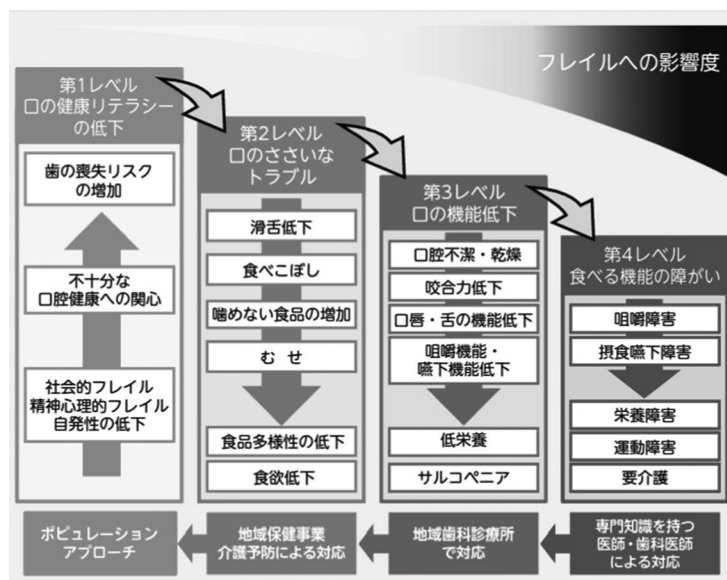 フレイルへの影響度
第1レベル
口の健康リテラシー
の低下
歯の喪失リスク
の増加
不十分な
口腔健康への関心
社会的フレイル
精神心理的フレイル
自発性の低下
第2レベル
口のささいな
トラブル
滑舌低下
食べこぼし
噛めない食品の増加
むせ
食品多様性の低下
食欲低下
第3レベル
口の機能低下
口腔不潔・乾燥
咬合力低下
口唇・舌の機能低下
咀嚼機能・
嚥下機能低下
低栄養
サルコペニア
第4レベル
食べる機能の障がい
咀嚼障害
摂食嚥下障害
栄養障害
運動障害
要介護
ポピュレーション
アプローチ
地域保健事業
介護予防による対応
地域歯科診療所
で対応
専門知識を持つ
医師・歯科医師
による対応